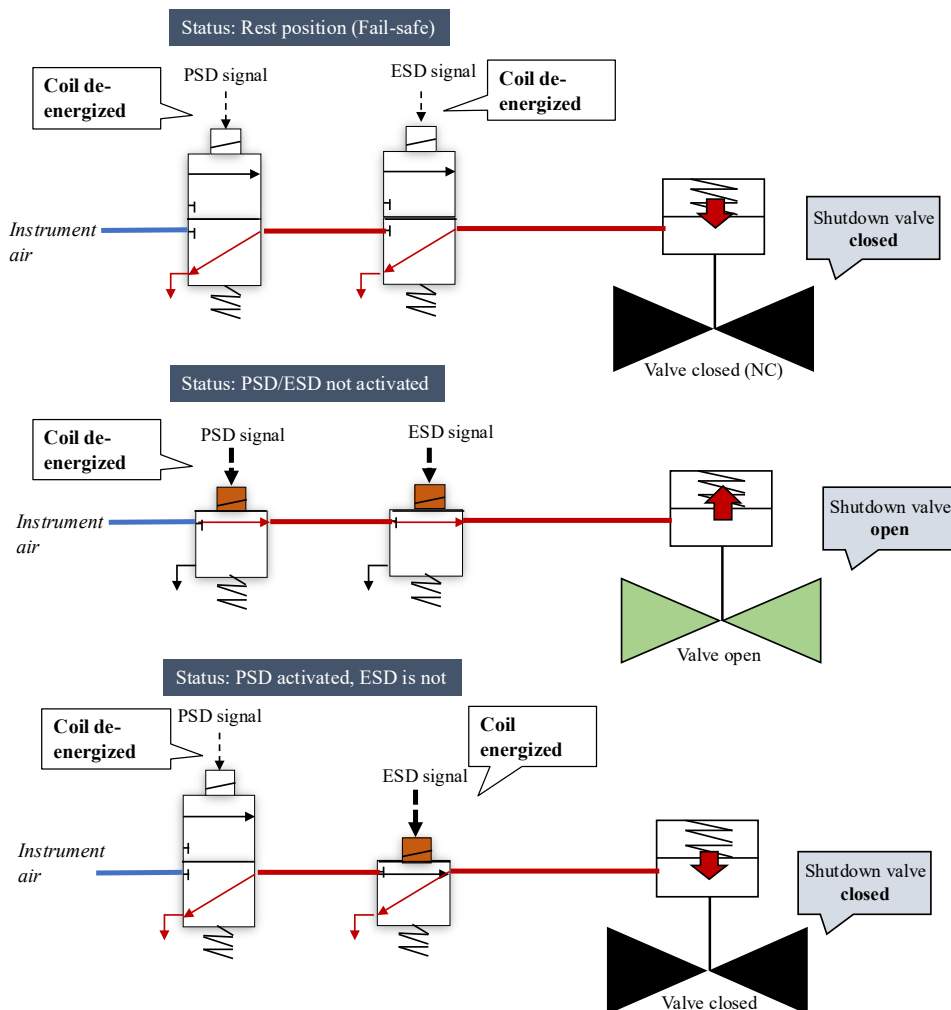 Status: Rest position (Fail-safe)
Coil de-
energized
PSD signal
ESD signal
Coil de-
energized
Instrument
air
Shutdown valve
closed
Valve closed (NC)
Status: PSD/ESD not activated
Coil de-
energized
PSD signal
ESD signal
Instrument
air
Shutdown valve
open
Valve open
Status: PSD activated, ESD is not
Coil de-
energized
PSD signal
Coil
energized
ESD signal
Instrument
air
Shutdown valve
closed
Valve closed